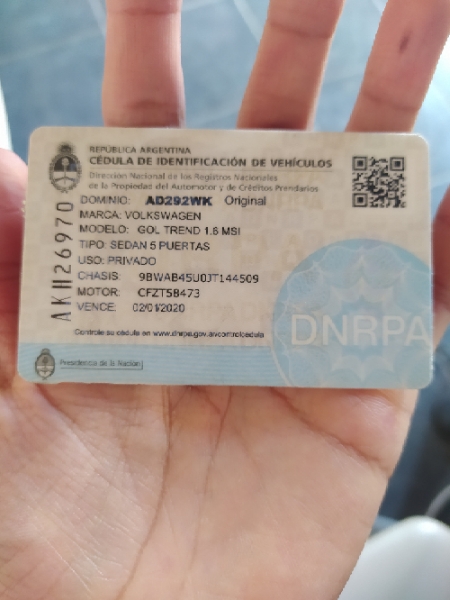 REPÚBLICA ARGENTINA
CÉDULA DE IDENTIFICACIÓN DE VEHÍCULOS
Dirección Nacional de los Registros Nacionales
de la Propiedad del Automotor y de Créditos Prendarios
DOMINIO: AD292WK Original
MARCA: VOLKSWAGEN
MODELO: GOL TREND 1.6 MSI
TIPO: SEDAN 5 PUERTAS
USO: PRIVADO
CHASIS: 9BWAB45U0JT144509
MOTOR: CFZT58473
VENCE: 02/01/2020
Controle su cédula en www.dnrpa.gov.ar/controlcedula
DNRPA
Presidencia de la Nación